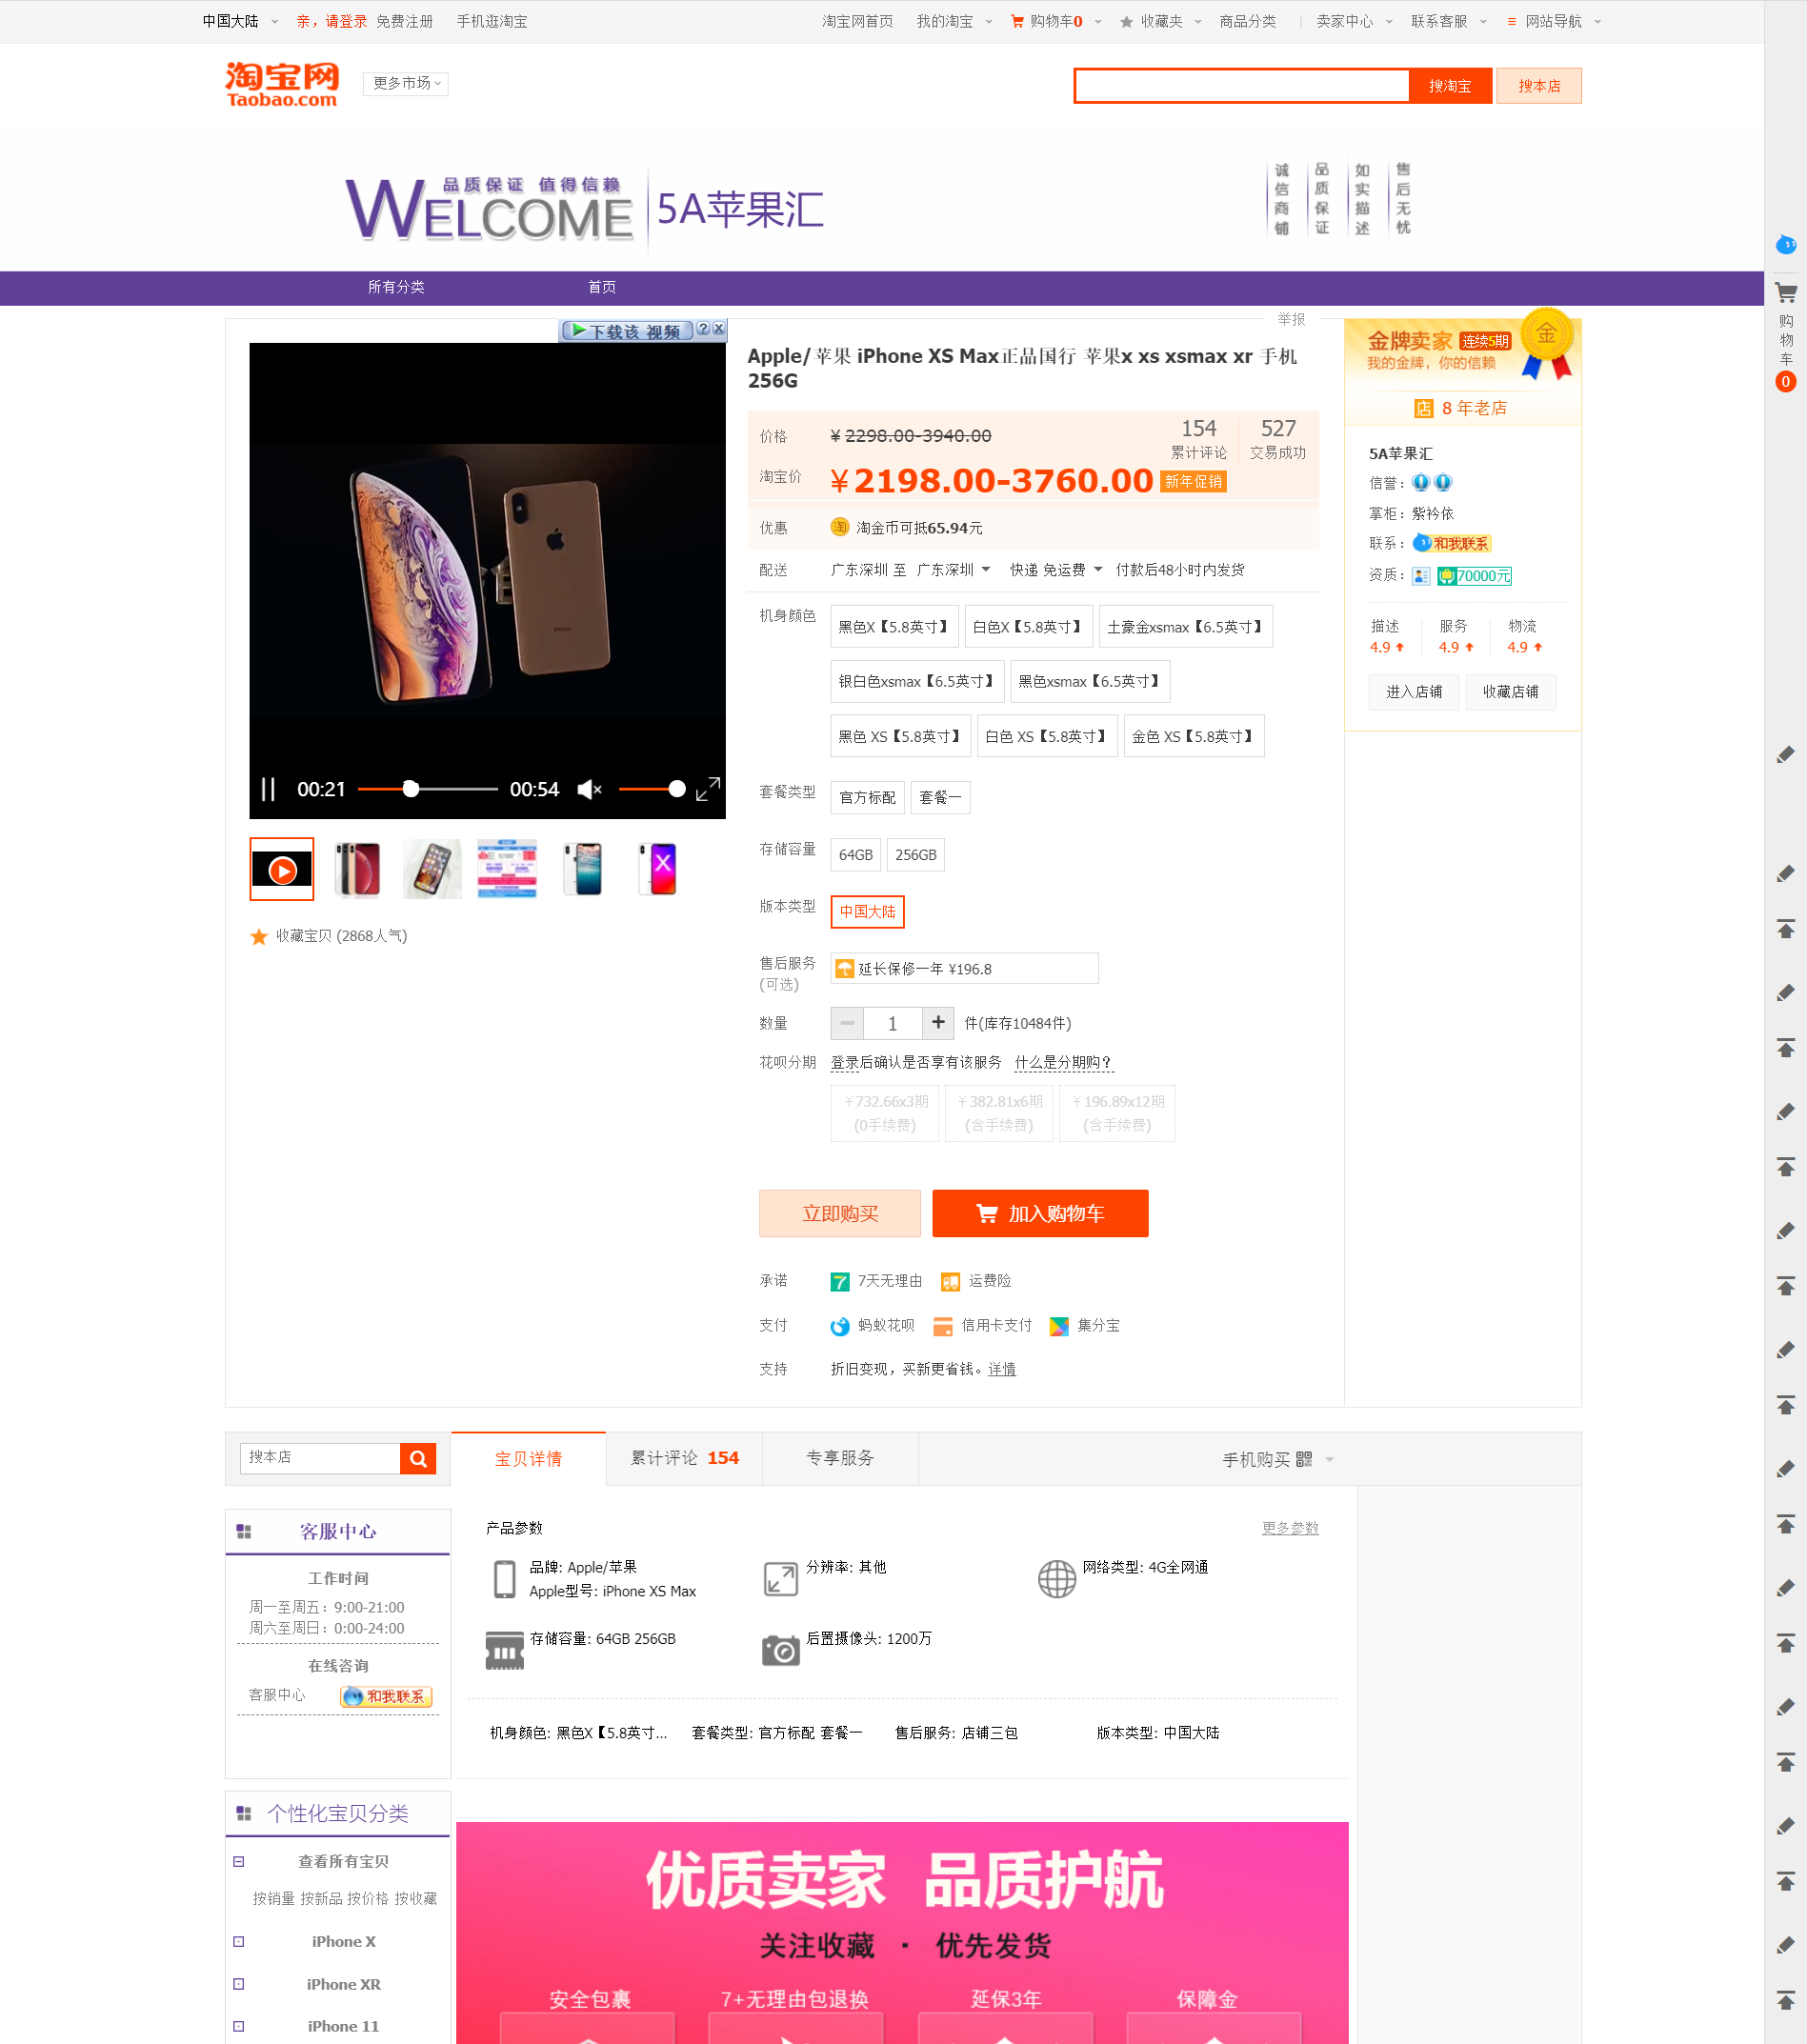 中国大陆 亲，请登录 免费注册 手机逛淘宝 淘宝网首页 我的淘宝 购物车0 收藏夹 商品分类 | 卖家中心 联系客服 网站导航
淘宝网
Taobao.com
更多市场
搜淘宝 搜本店
品质保证 值得信赖
WELCOME
5A苹果汇
诚信商铺
品质保证
如实描述
售后无忧
所有分类 首页
下载该 视频 ? X
举报
00:21 00:54
收藏宝贝 (2868人气)
Apple/苹果 iPhone XS Max正品国行 苹果x xs xsmax xr 手机
256G
价格 ¥ 2298.00-3940.00
154 累计评论
527 交易成功
淘宝价 ¥2198.00-3760.00 新年促销
优惠 淘 淘金币可抵65.94元
配送 广东深圳 至 广东深圳 快递 免运费 付款后48小时内发货
机身颜色 黑色X【5.8英寸】 白色X【5.8英寸】 土豪金xsmax【6.5英寸】
银白色xsmax【6.5英寸】 黑色xsmax【6.5英寸】
黑色 XS【5.8英寸】 白色 XS【5.8英寸】 金色 XS【5.8英寸】
套餐类型 官方标配 套餐一
存储容量 64GB 256GB
版本类型 中国大陆
售后服务 延长保修一年 ¥196.8
(可选)
数量 1 件(库存10484件)
花呗分期 登录后确认是否享有该服务 什么是分期购？
¥732.66x3期 ¥382.81x6期 ¥196.89x12期
(0手续费) (含手续费) (含手续费)
立即购买 加入购物车
承诺 7 7天无理由 运费险
支付 蚂蚁花呗 信用卡支付 集分宝
支持 折旧变现，买新更省钱。详情
金牌卖家 连续5期
我的金牌，你的信赖
金
店 8 年老店
5A苹果汇
信誉：
掌柜：紫衿依
联系：和我联系
资质：70000元
描述 服务 物流
4.9 4.9 4.9
进入店铺 收藏店铺
购物车
0
搜本店
宝贝详情 累计评论 154 专享服务 手机购买
客服中心
工作时间
周一至周五：9:00-21:00
周六至周日：0:00-24:00
在线咨询
客服中心 和我联系
个性化宝贝分类
查看所有宝贝
按销量 按新品 按价格 按收藏
iPhone X
iPhone XR
iPhone 11
产品参数 更多参数
品牌: Apple/苹果 分辨率: 其他 网络类型: 4G全网通
Apple型号: iPhone XS Max
存储容量: 64GB 256GB 后置摄像头: 1200万
机身颜色: 黑色X【5.8英寸... 套餐类型: 官方标配 套餐一 售后服务: 店铺三包 版本类型: 中国大陆
优质卖家 品质护航
关注收藏 · 优先发货
安全包裹 7+无理由包退换 延保3年 保障金